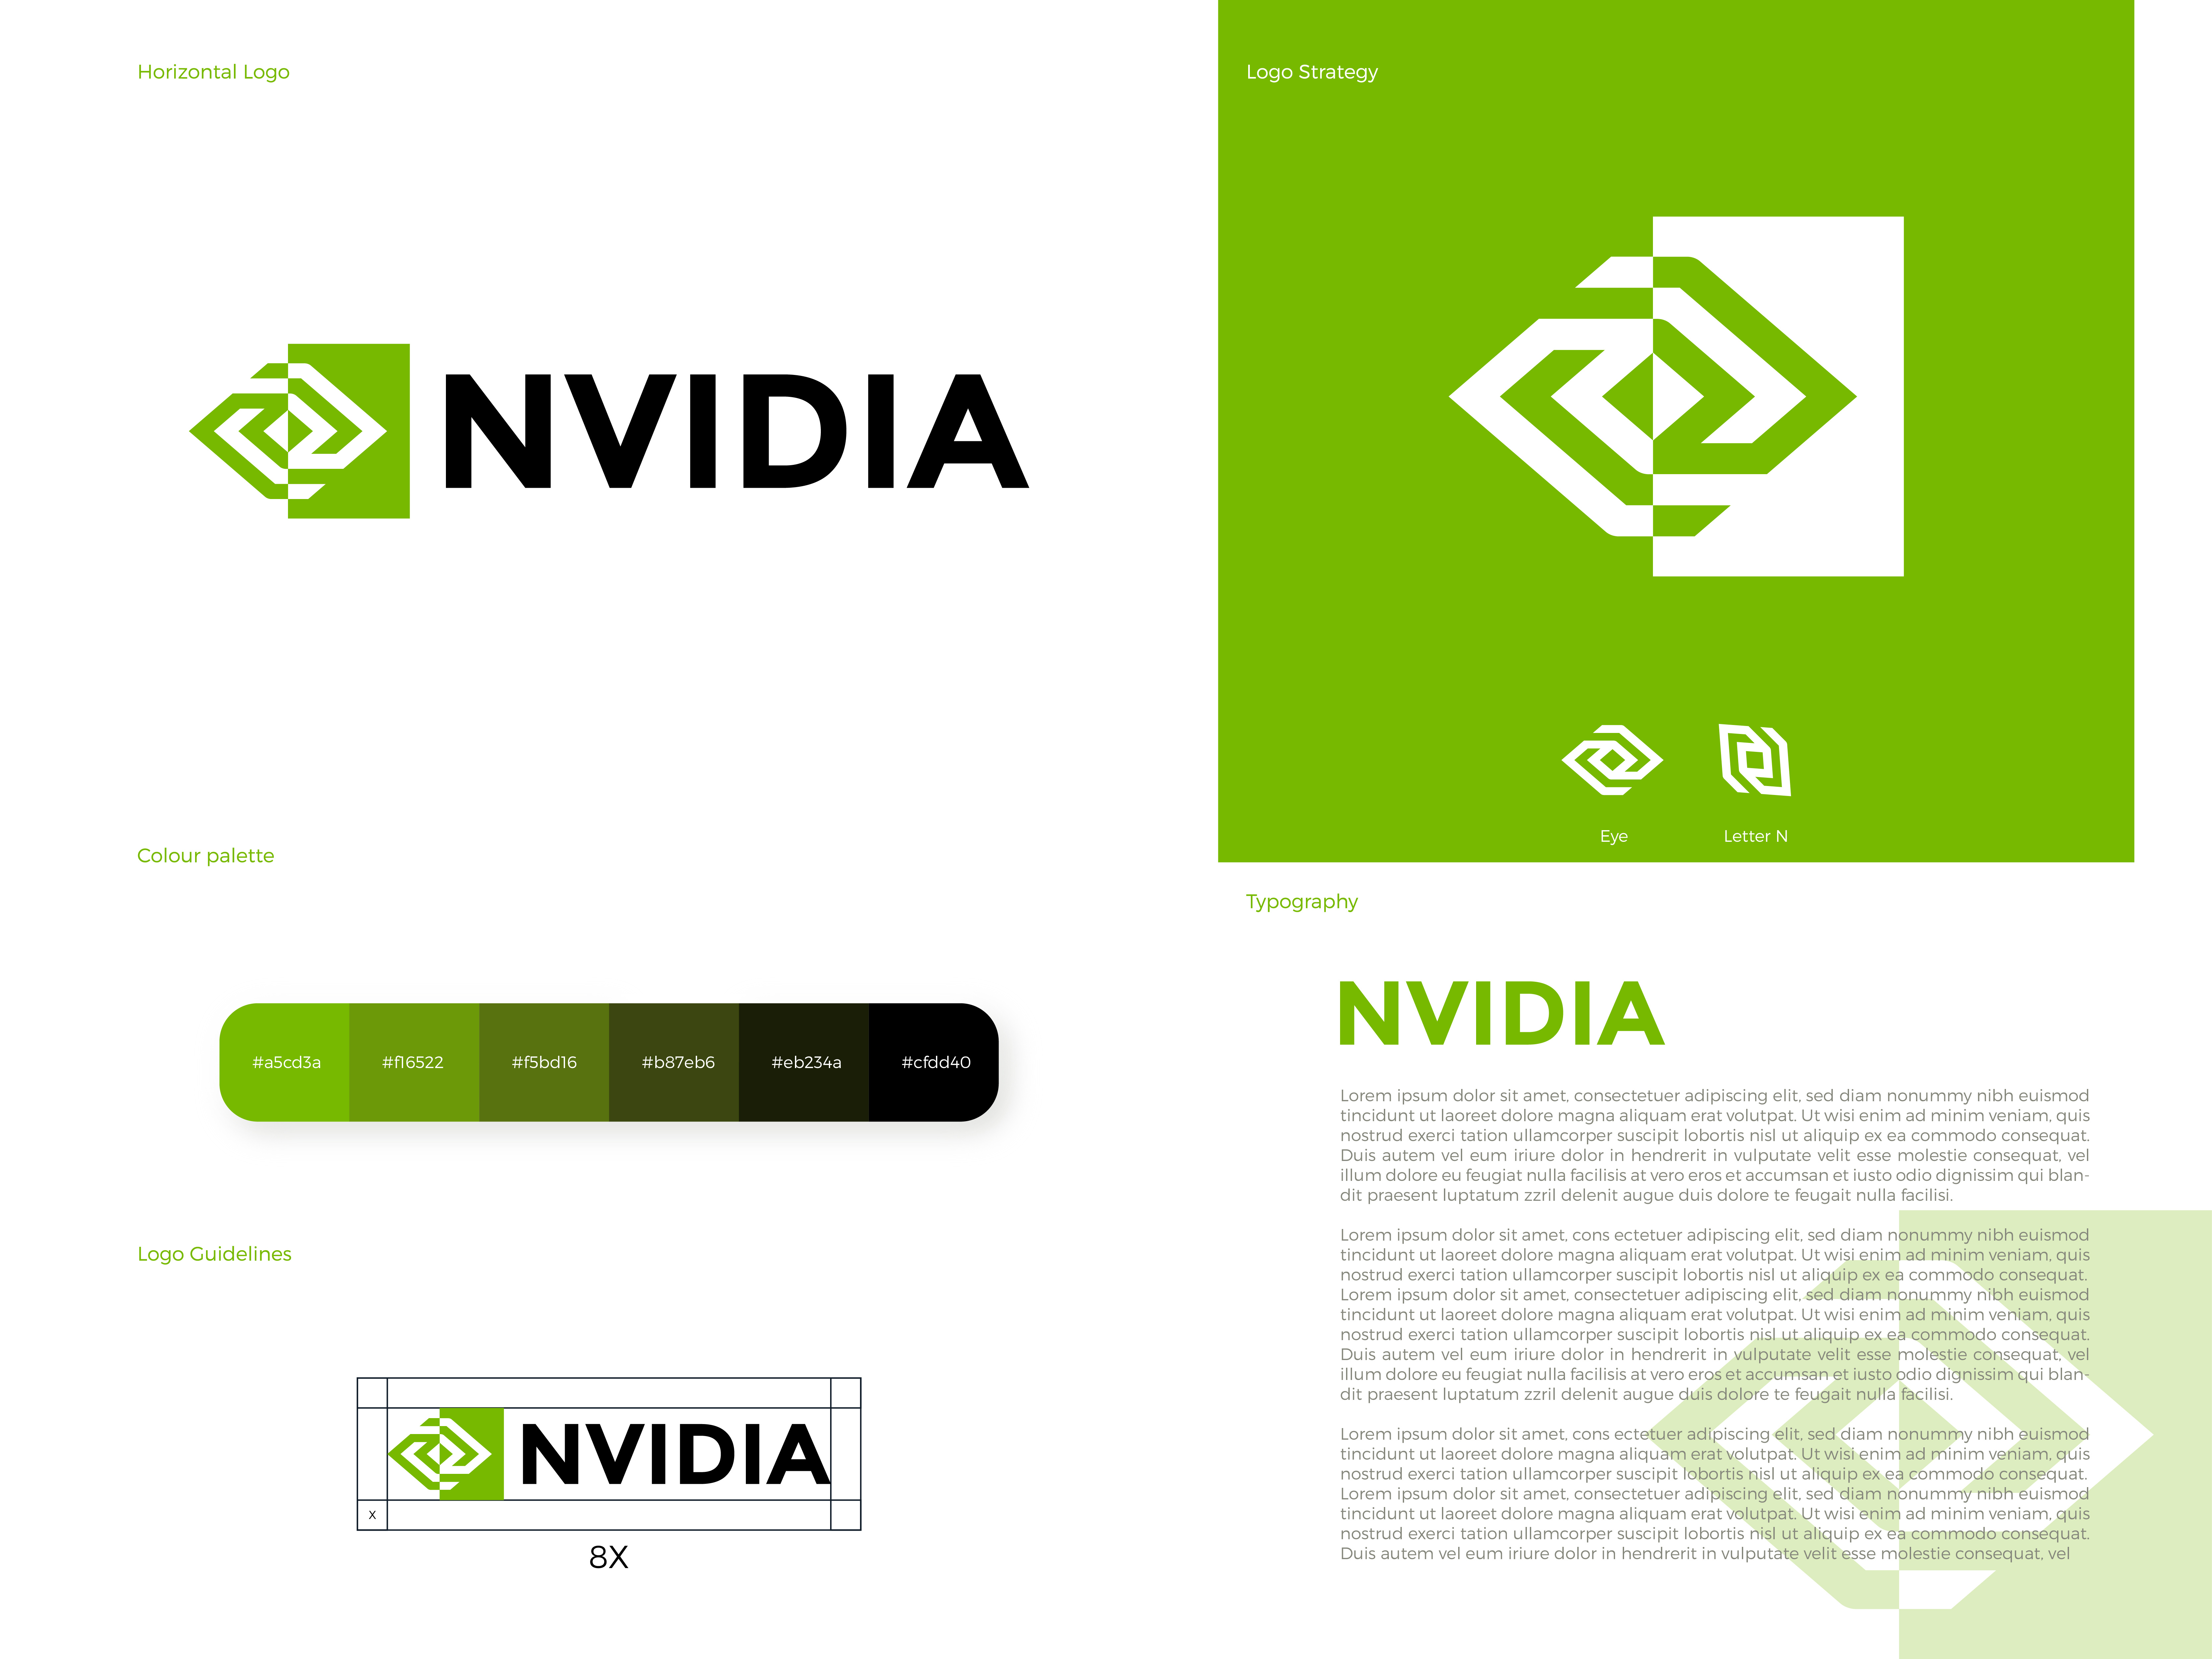 Horizontal Logo
NVIDIA
Logo Strategy
Eye
Letter N
Colour palette
#a5cd3a
#f16522
#f5bd16
#b87eb6
#eb234a
#cfdd40
Logo Guidelines
NVIDIA
x
8X
Typography
NVIDIA
Lorem ipsum dolor sit amet, consectetuer adipiscing elit, sed diam nonummy nibh euismod
tincidunt ut laoreet dolore magna aliquam erat volutpat. Ut wisi enim ad minim veniam, quis
nostrud exerci tation ullamcorper suscipit lobortis nisl ut aliquip ex ea commodo consequat.
Duis autem vel eum iriure dolor in hendrerit in vulputate velit esse molestie consequat, vel
illum dolore eu feugiat nulla facilisis at vero eros et accumsan et iusto odio dignissim qui blan-
dit praesent luptatum zzril delenit augue duis dolore te feugait nulla facilisi.
Lorem ipsum dolor sit amet, cons ectetuer adipiscing elit, sed diam nonummy nibh euismod
tincidunt ut laoreet dolore magna aliquam erat volutpat. Ut wisi enim ad minim veniam, quis
nostrud exerci tation ullamcorper suscipit lobortis nisl ut aliquip ex ea commodo consequat.
Lorem ipsum dolor sit amet, consectetuer adipiscing elit, sed diam nonummy nibh euismod
tincidunt ut laoreet dolore magna aliquam erat volutpat. Ut wisi enim ad minim veniam, quis
nostrud exerci tation ullamcorper suscipit lobortis nisl ut aliquip ex ea commodo consequat.
Duis autem vel eum iriure dolor in hendrerit in vulputate velit esse molestie consequat, vel
illum dolore eu feugiat nulla facilisis at vero eros et accumsan et iusto odio dignissim qui blan-
dit praesent luptatum zzril delenit augue duis dolore te feugait nulla facilisi.
Lorem ipsum dolor sit amet, cons ectetuer adipiscing elit, sed diam nonummy nibh euismod
tincidunt ut laoreet dolore magna aliquam erat volutpat. Ut wisi enim ad minim veniam, quis
nostrud exerci tation ullamcorper suscipit lobortis nisl ut aliquip ex ea commodo consequat.
Lorem ipsum dolor sit amet, consectetuer adipiscing elit, sed diam nonummy nibh euismod
tincidunt ut laoreet dolore magna aliquam erat volutpat. Ut wisi enim ad minim veniam, quis
nostrud exerci tation ullamcorper suscipit lobortis nisl ut aliquip ex ea commodo consequat.
Duis autem vel eum iriure dolor in hendrerit in vulputate velit esse molestie consequat, vel